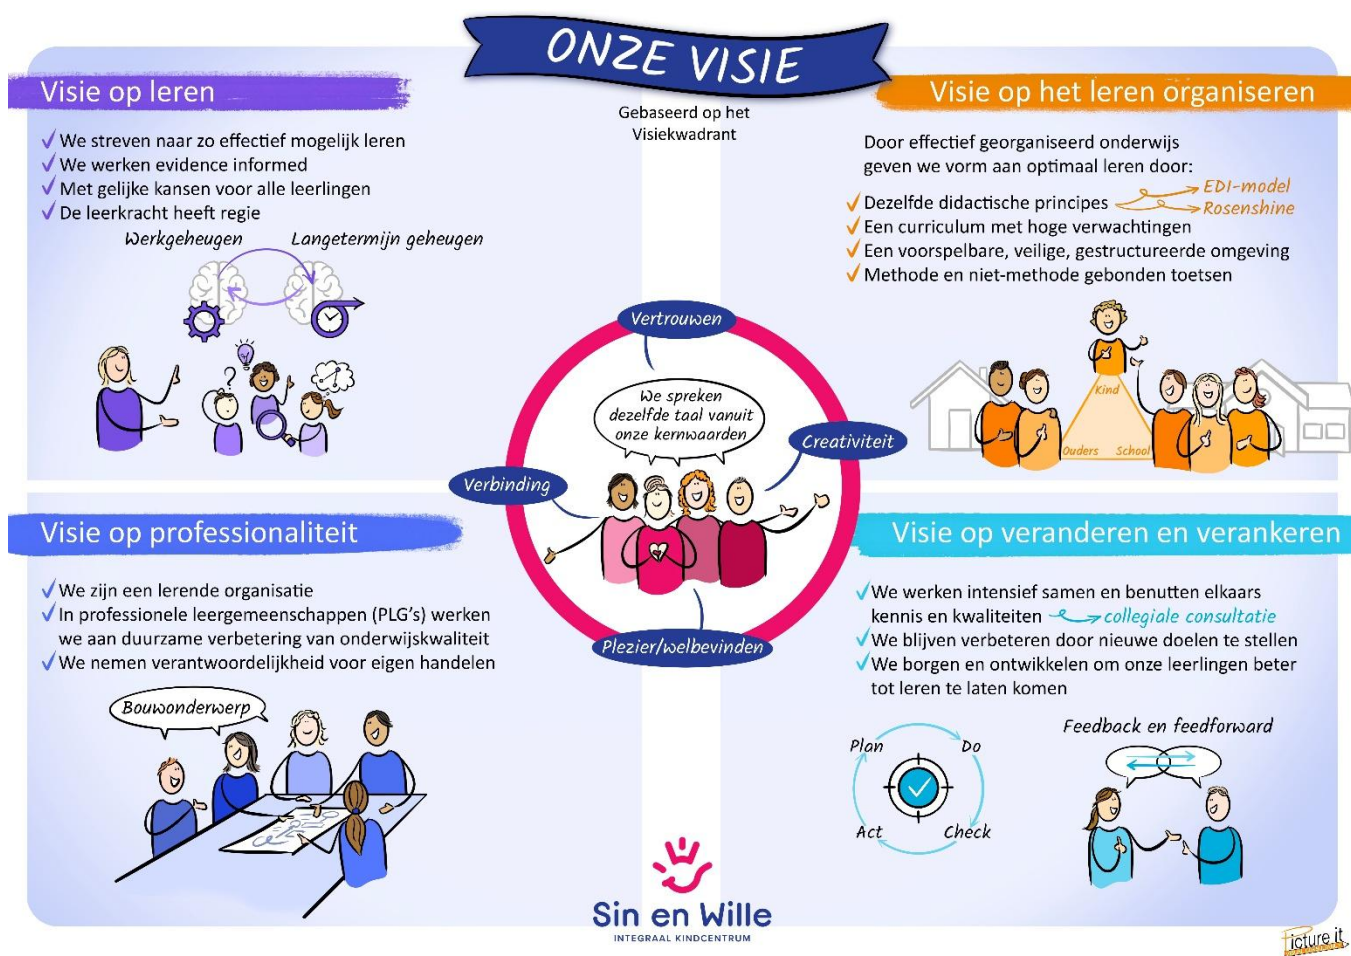 ONZE VISIE
Gebaseerd op het
Visiekwadrant
Visie op leren
We streven naar zo effectief mogelijk leren
We werken evidence informed
Met gelijke kansen voor alle leerlingen
De leerkracht heeft regie
Werkgeheugen
Langetermijn geheugen
?
Visie op het leren organiseren
Door effectief georganiseerd onderwijs
geven we vorm aan optimaal leren door:
Dezelfde didactische principes
EDI-model
Rosenshine
Een curriculum met hoge verwachtingen
Een voorspelbare, veilige, gestructureerde omgeving
Methode en niet-methode gebonden toetsen
Kind
Ouders
School
Vertrouwen
We spreken
dezelfde taal vanuit
onze kernwaarden
Creativiteit
Verbinding
Plezier/welbevinden
Visie op professionaliteit
We zijn een lerende organisatie
In professionele leergemeenschappen (PLG's) werken
we aan duurzame verbetering van onderwijskwaliteit
We nemen verantwoordelijkheid voor eigen handelen
Bouwonderwerp
Visie op veranderen en verankeren
We werken intensief samen en benutten elkaars
kennis en kwaliteiten
collegiale consultatie
We blijven verbeteren door nieuwe doelen te stellen
We borgen en ontwikkelen om onze leerlingen beter
tot leren te laten komen
Plan
Do
Check
Act
Feedback en feedforward
Sin en Wille
INTEGRAAL KINDCENTRUM
Picture it